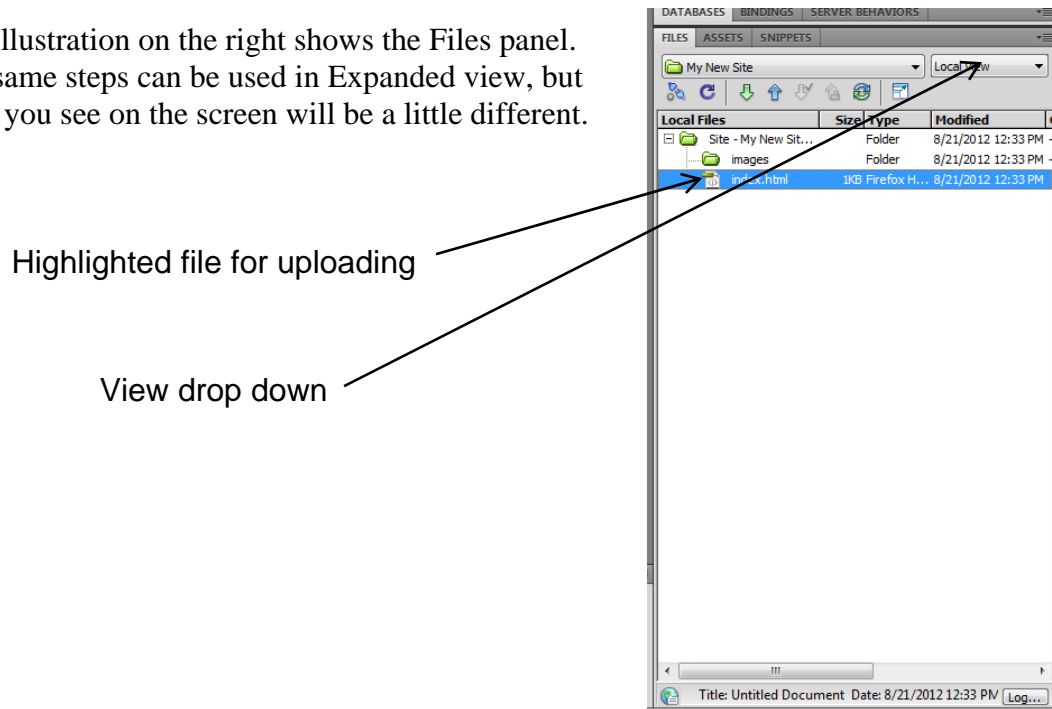 llustration on the right shows the Files panel.
same steps can be used in Expanded view, but
you see on the screen will be a little different.
Highlighted file for uploading
View drop down
DATABASES BINDINGS SERVER BEHAVIORS
FILES ASSETS SNIPPETS
My New Site Local view
Local Files Size Type Modified
Site - My New Sit... Folder 8/21/2012 12:33 PM -
images Folder 8/21/2012 12:33 PM -
index.html 1KB Firefox H... 8/21/2012 12:33 PM
Title: Untitled Document Date: 8/21/2012 12:33 PM Log...